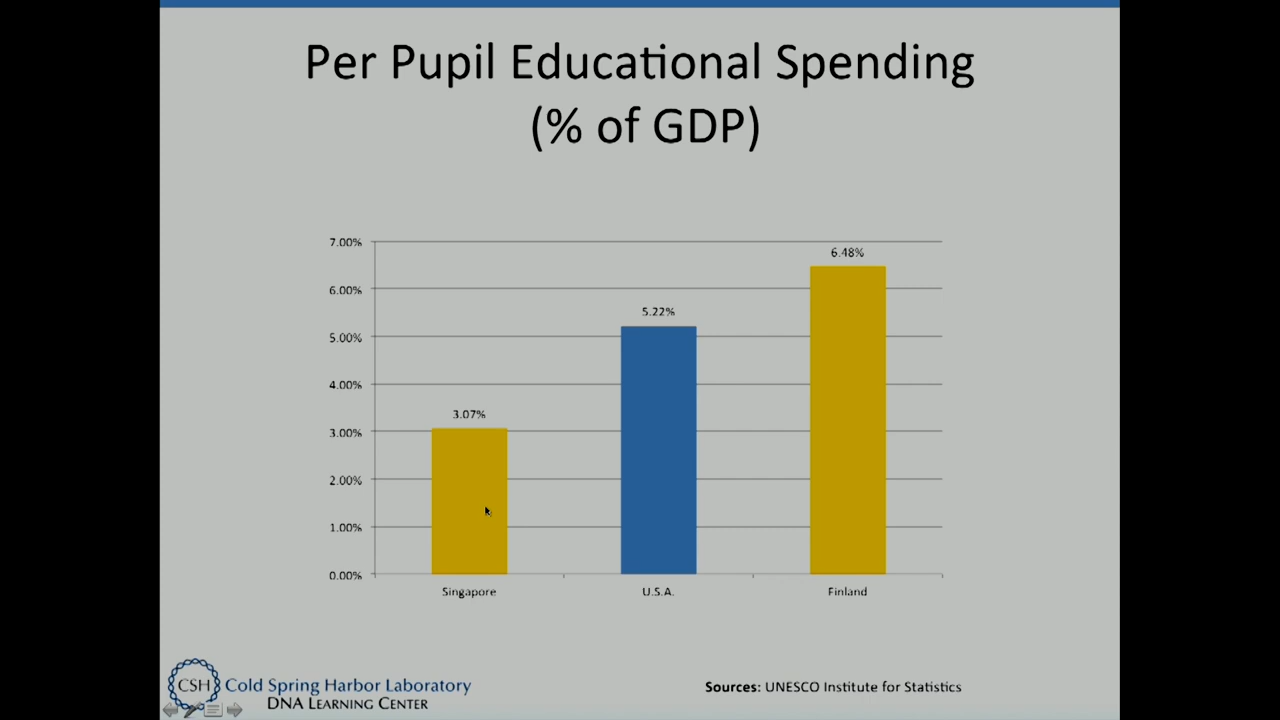 Per Pupil Educational Spending
(% of GDP)
7.00%
6.00%
5.00%
4.00%
3.00%
2.00%
1.00%
0.00%
3.07%
5.22%
6.48%
Singapore
U.S.A.
Finland
CSH
Cold Spring Harbor Laboratory
DNA LEARNING CENTER
Sources: UNESCO Institute for Statistics